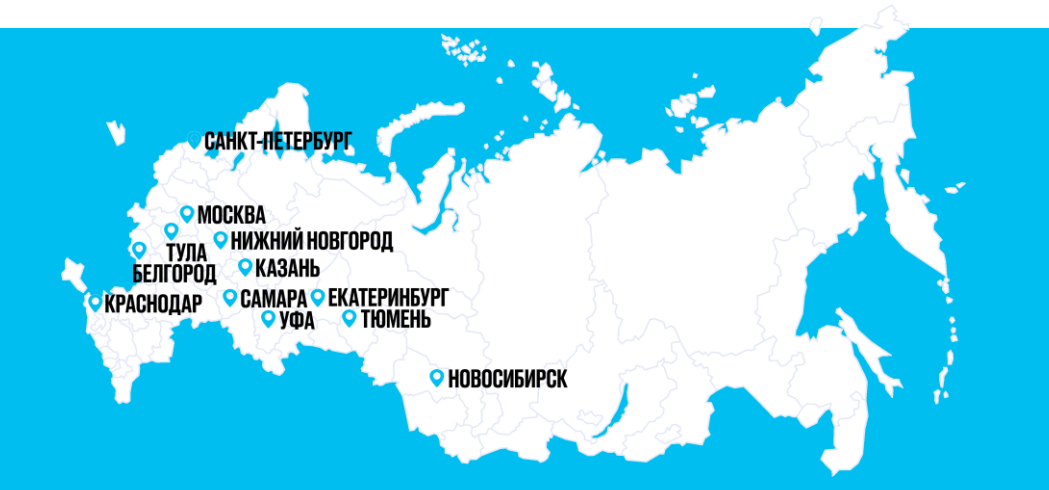 САНКТ-ПЕТЕРБУРГ
МОСКВА
НИЖНИЙ НОВГОРОД
ТУЛА
БЕЛГОРОД
КАЗАНЬ
КРАСНОДАР
САМАРА
ЕКАТЕРИНБУРГ
УФА
ТЮМЕНЬ
НОВОСИБИРСК